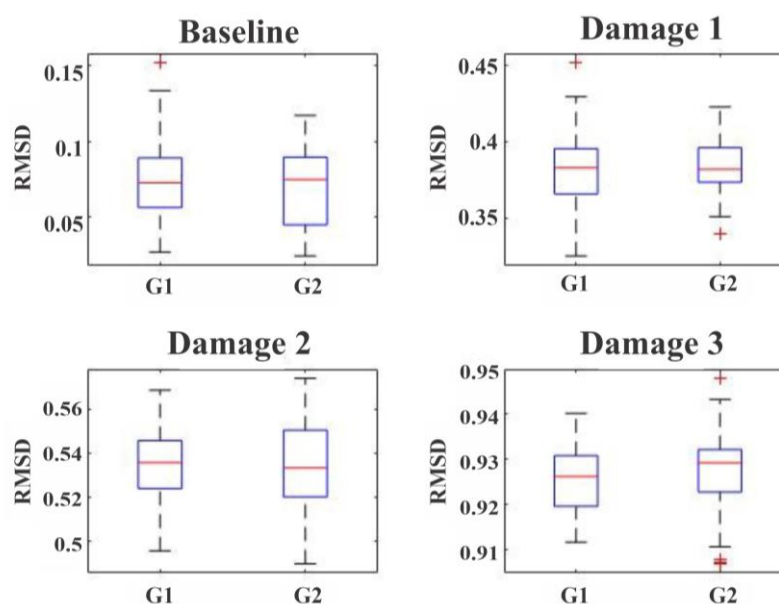 Baseline
RMSD
0.15
0.1
0.05
G1 G2
Damage 1
RMSD
0.45
0.4
0.35
G1 G2
Damage 2
RMSD
0.56
0.54
0.52
0.5
G1 G2
Damage 3
RMSD
0.95
0.94
0.93
0.92
0.91
G1 G2